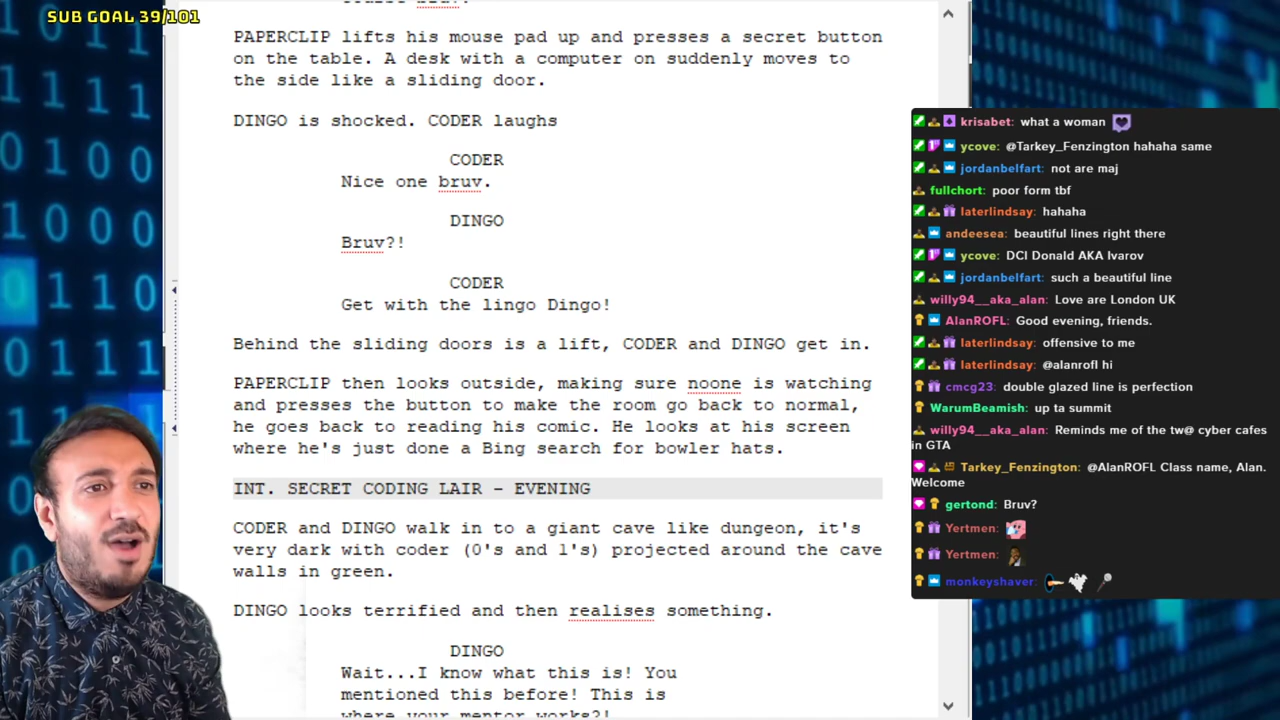 SUB GOAL 39/101
PAPERCLIP lifts his mouse pad up and presses a secret button
on the table. A desk with a computer on suddenly moves to
the side like a sliding door.
DINGO is shocked. CODER laughs
CODER
Nice one bruv.
DINGO
Bruv?!
CODER
Get with the lingo Dingo!
Behind the sliding doors is a lift, CODER and DINGO get in.
PAPERCLIP then looks outside, making sure noone is watching
and presses the button to make the room go back to normal,
he goes back to reading his comic. He looks at his screen
where he's just done a Bing search for bowler hats.
INT. SECRET CODING LAIR - EVENING
CODER and DINGO walk in to a giant cave like dungeon, it's
very dark with coder (0's and 1's) projected around the cave
walls in green.
DINGO looks terrified and then realises something.
DINGO
Wait...I know what this is! You
mentioned this before! This is
where your mentor works?!
krisabet: what a woman
ycove: @Tarkey_Fenzington hahaha same
jordanbelfart: not are maj
fullchort: poor form tbf
laterlindsay: hahaha
andeesea: beautiful lines right there
ycove: DCI Donald AKA Ivarov
jordanbelfart: such a beautiful line
willy94__aka_alan: Love are London UK
AlanROFL: Good evening, friends.
laterlindsay: offensive to me
laterlindsay: @alanrofl hi
cmcg23: double glazed line is perfection
WarumBeamish: up ta summit
willy94__aka_alan: Reminds me of the tw@ cyber cafes
in GTA
Tarkey_Fenzington: @AlanROFL Class name, Alan.
Welcome
gertond: Bruv?
Yertmen:
Yertmen:
monkeyshaver: